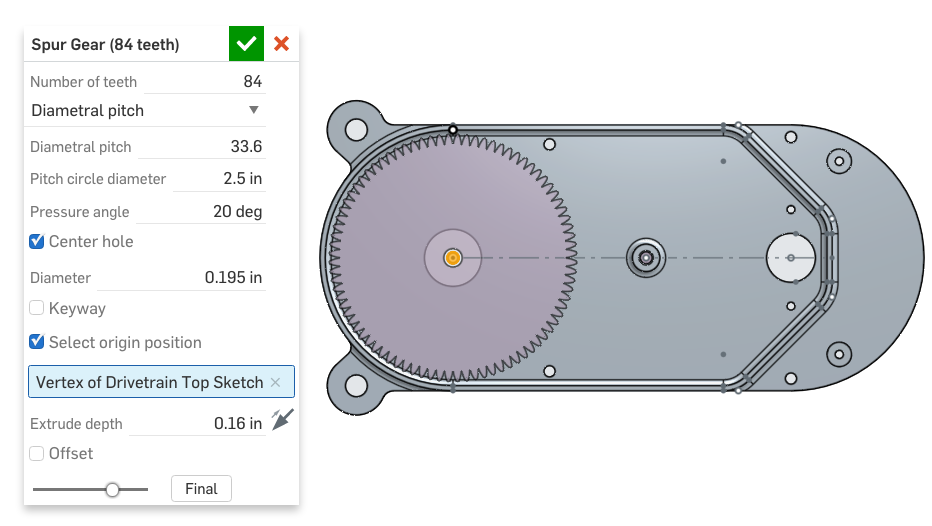 Spur Gear (84 teeth)
Number of teeth 84
Diametral pitch
Diametral pitch 33.6
Pitch circle diameter 2.5 in
Pressure angle 20 deg
Center hole
Diameter 0.195 in
Keyway
Select origin position
Vertex of Drivetrain Top Sketch
Extrude depth 0.16 in
Offset
Final